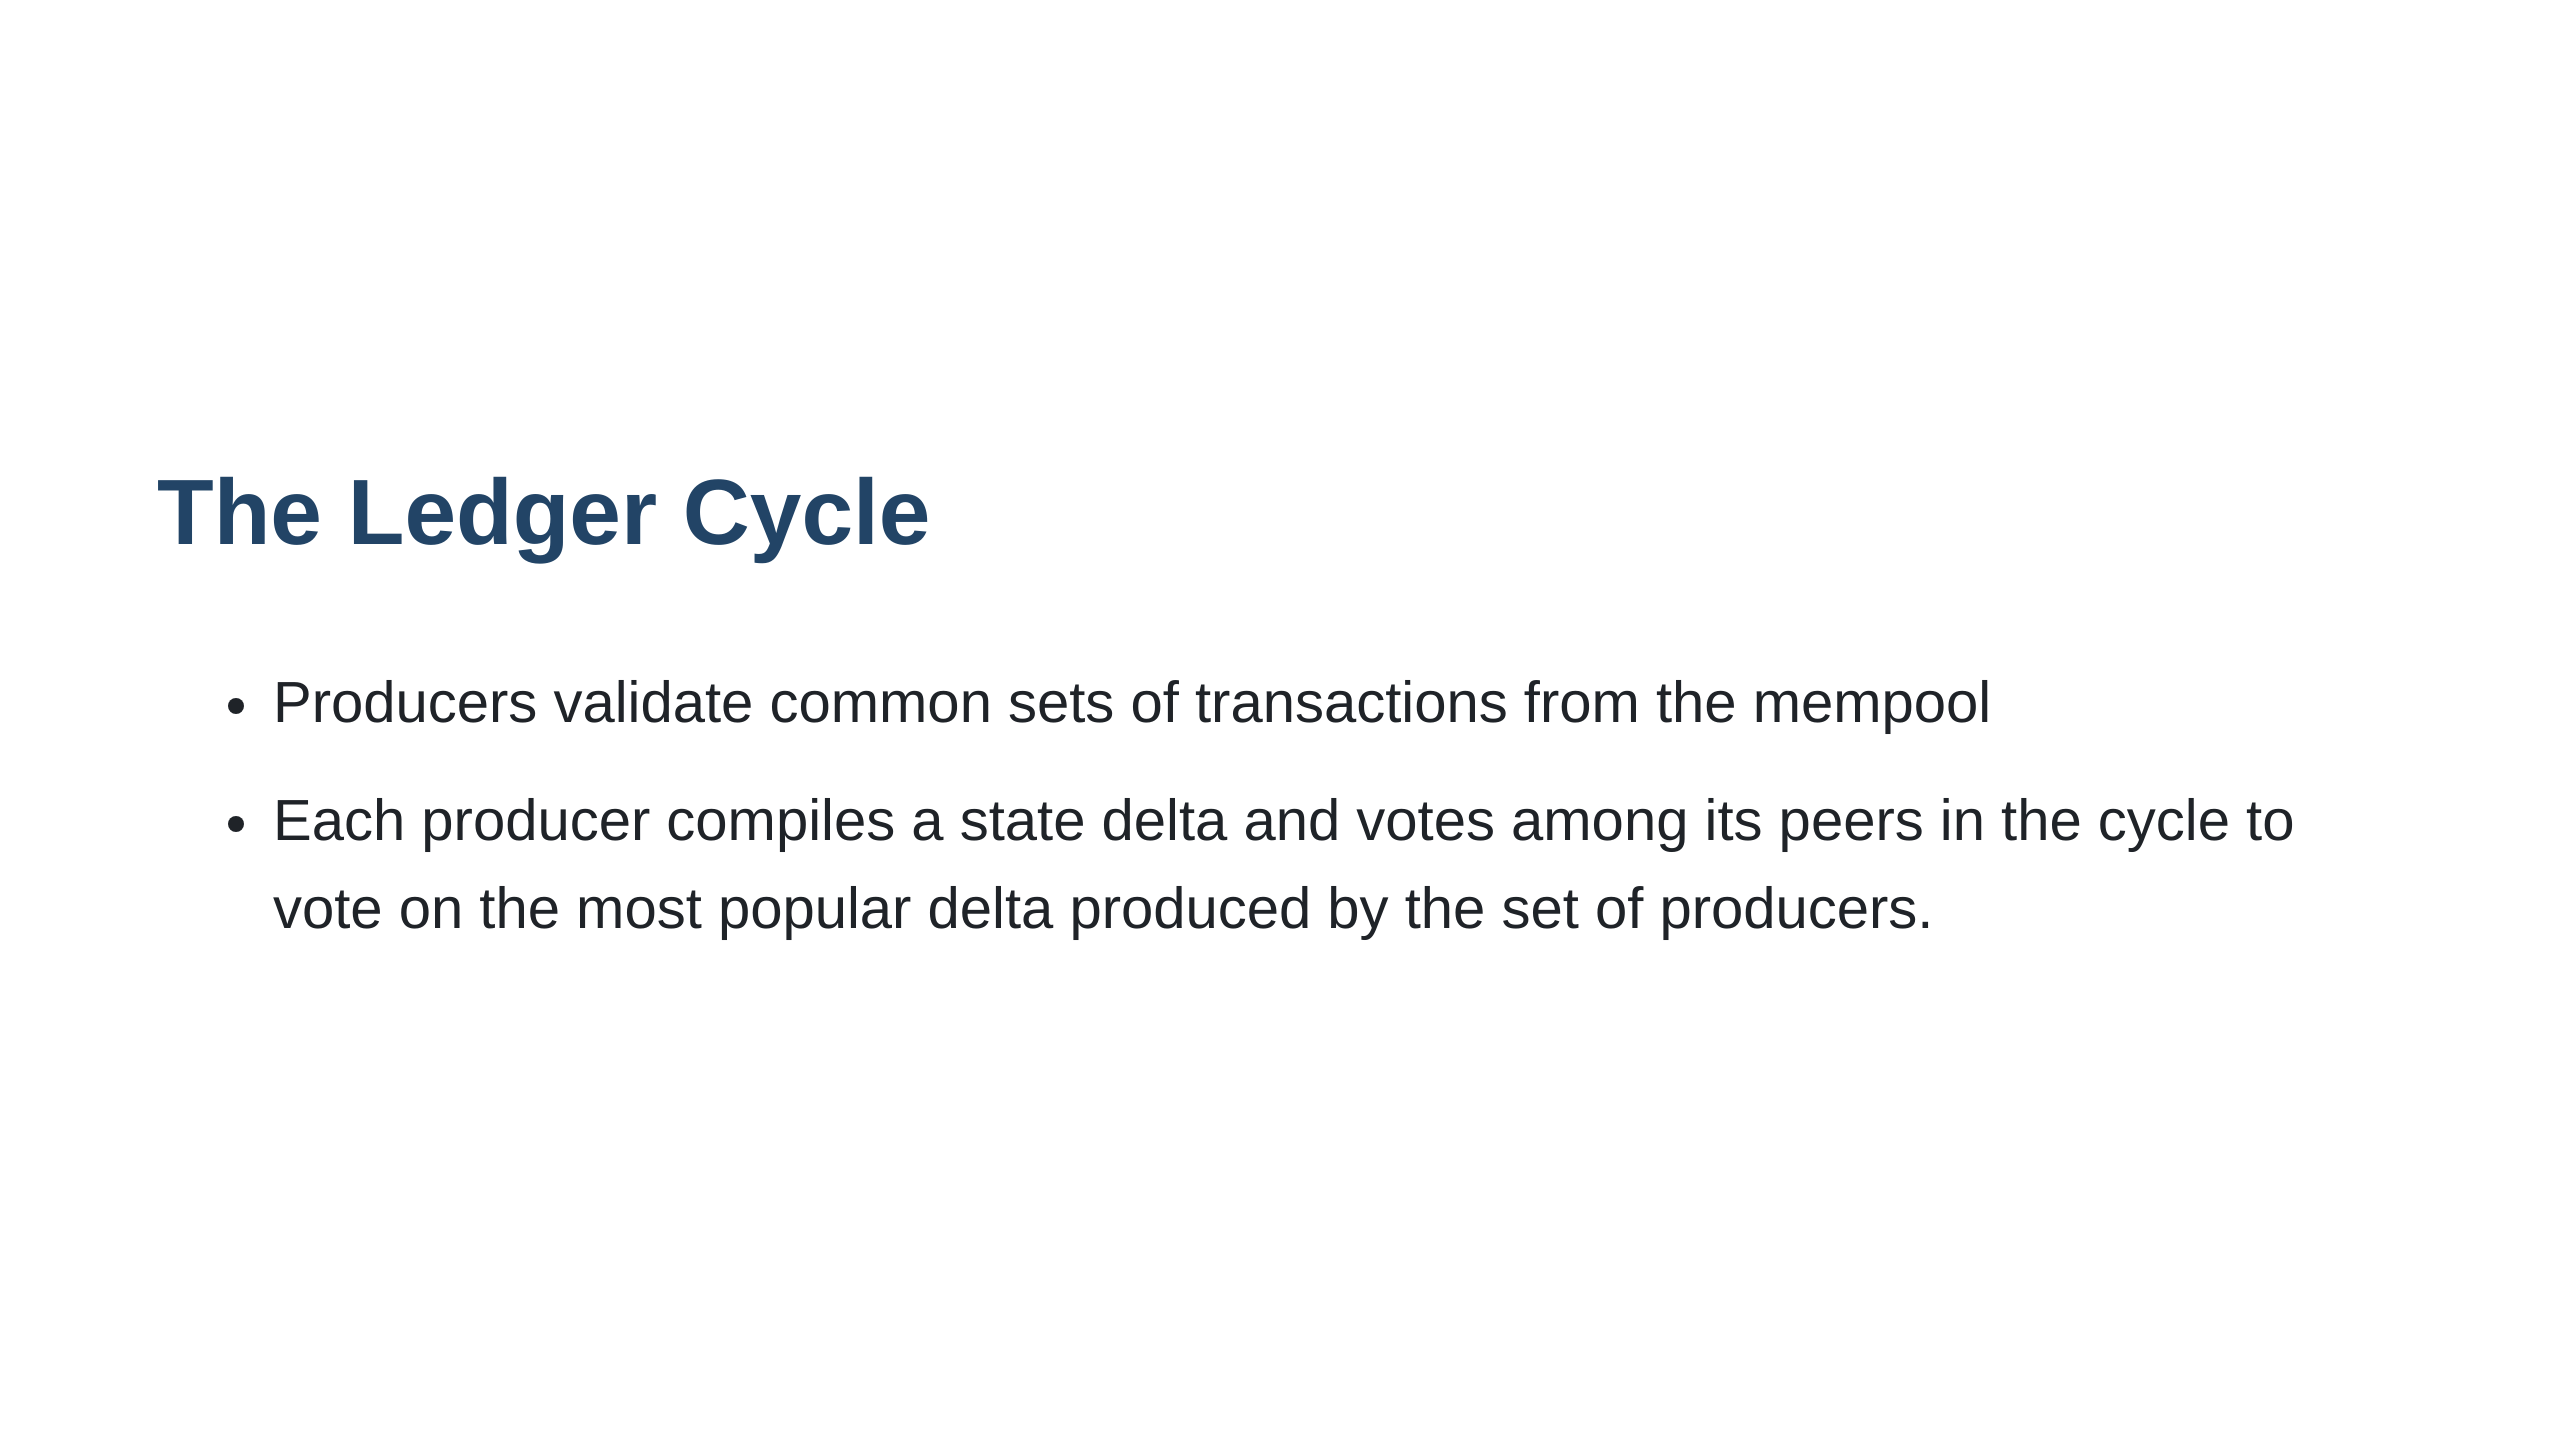 The Ledger Cycle
• Producers validate common sets of transactions from the mempool
• Each producer compiles a state delta and votes among its peers in the cycle to
vote on the most popular delta produced by the set of producers.